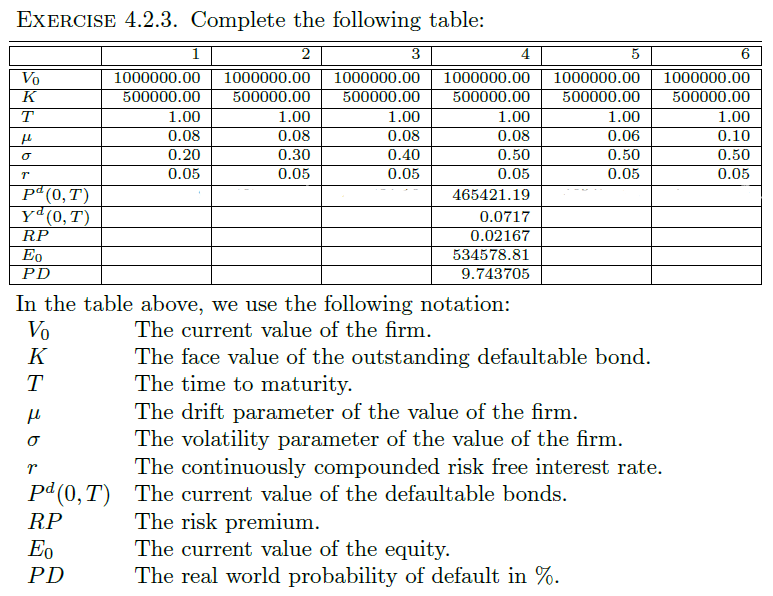 EXERCISE 4.2.3. Complete the following table:
1 2 3 4 5 6
V₀ 1000000.00 1000000.00 1000000.00 1000000.00 1000000.00 1000000.00
K 500000.00 500000.00 500000.00 500000.00 500000.00 500000.00
T 1.00 1.00 1.00 1.00 1.00 1.00
μ 0.08 0.08 0.08 0.08 0.06 0.10
σ 0.20 0.30 0.40 0.50 0.50 0.50
r 0.05 0.05 0.05 0.05 0.05 0.05
Pᵈ(0, T) 465421.19
Yᵈ(0, T) 0.0717
RP 0.02167
E₀ 534578.81
PD 9.743705
In the table above, we use the following notation:
V₀ The current value of the firm.
K The face value of the outstanding defaultable bond.
T The time to maturity.
μ The drift parameter of the value of the firm.
σ The volatility parameter of the value of the firm.
r The continuously compounded risk free interest rate.
Pᵈ(0, T) The current value of the defaultable bonds.
RP The risk premium.
E₀ The current value of the equity.
PD The real world probability of default in %.